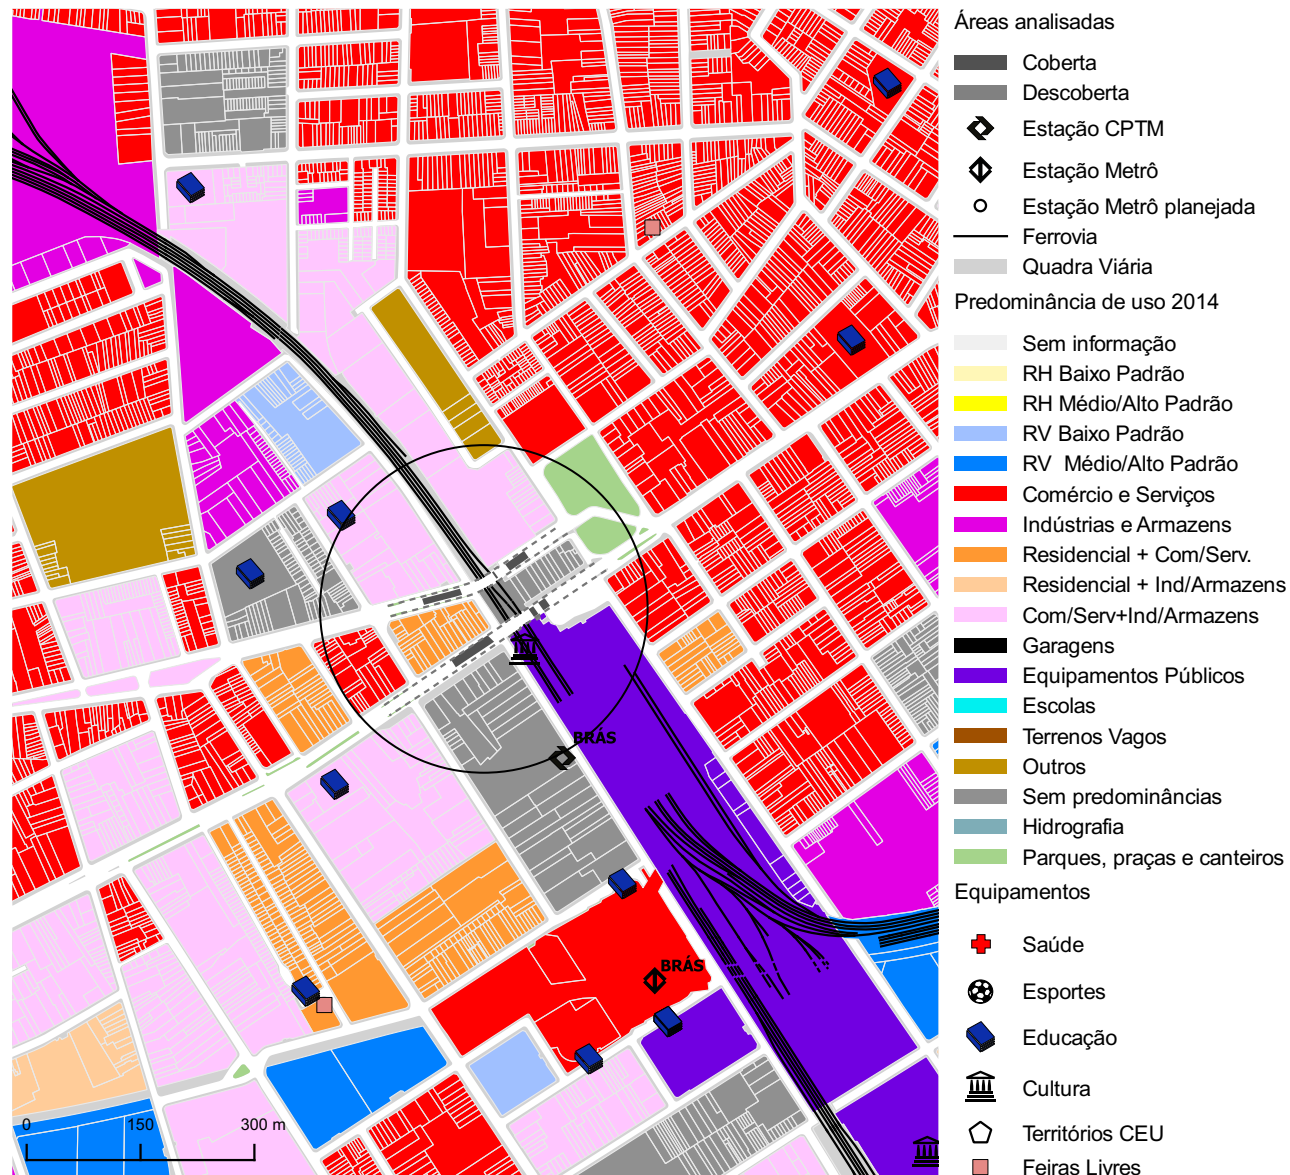 Áreas analisadas
Coberta
Descoberta
Estação CPTM
Estação Metrô
Estação Metrô planejada
Ferrovia
Quadra Viária
Predominância de uso 2014
Sem informação
RH Baixo Padrão
RH Médio/Alto Padrão
RV Baixo Padrão
RV Médio/Alto Padrão
Comércio e Serviços
Indústrias e Armazens
Residencial + Com/Serv.
Residencial + Ind/Armazens
Com/Serv+Ind/Armazens
Garagens
Equipamentos Públicos
Escolas
Terrenos Vagos
Outros
Sem predominâncias
Hidrografia
Parques, praças e canteiros
Equipamentos
Saúde
Esportes
Educação
Cultura
Territórios CEU
Feiras Livres
BRÁS
BRÁS
0 150 300 m